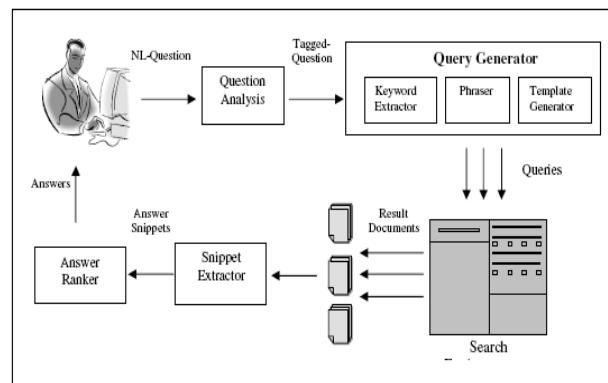 NL-Question
Tagged-
Question
Question
Analysis
Query Generator
Keyword
Extractor
Phraser
Template
Generator
Queries
Answers
Answer
Snippets
Result
Documents
Answer
Ranker
Snippet
Extractor
Search